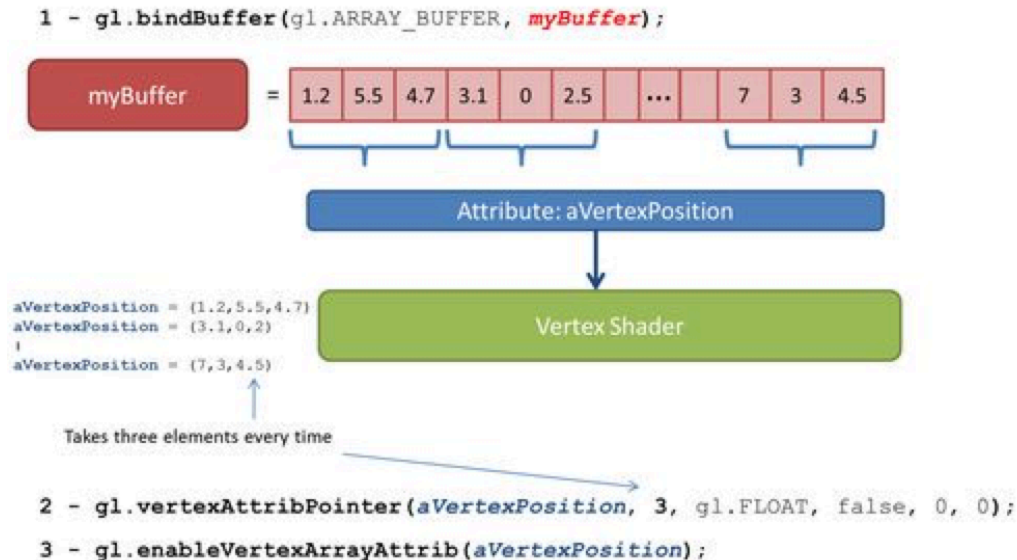 1 - gl.bindBuffer(gl.ARRAY_BUFFER, myBuffer);
myBuffer = 1.2 5.5 4.7 3.1 0 2.5 ... 7 3 4.5
Attribute: aVertexPosition
aVertexPosition = (1.2,5.5,4.7)
aVertexPosition = (3.1,0,2)
aVertexPosition = (7,3,4.5)
Vertex Shader
Takes three elements every time
2 - gl.vertexAttribPointer(aVertexPosition, 3, gl.FLOAT, false, 0, 0);
3 - gl.enableVertexArrayAttrib(aVertexPosition);